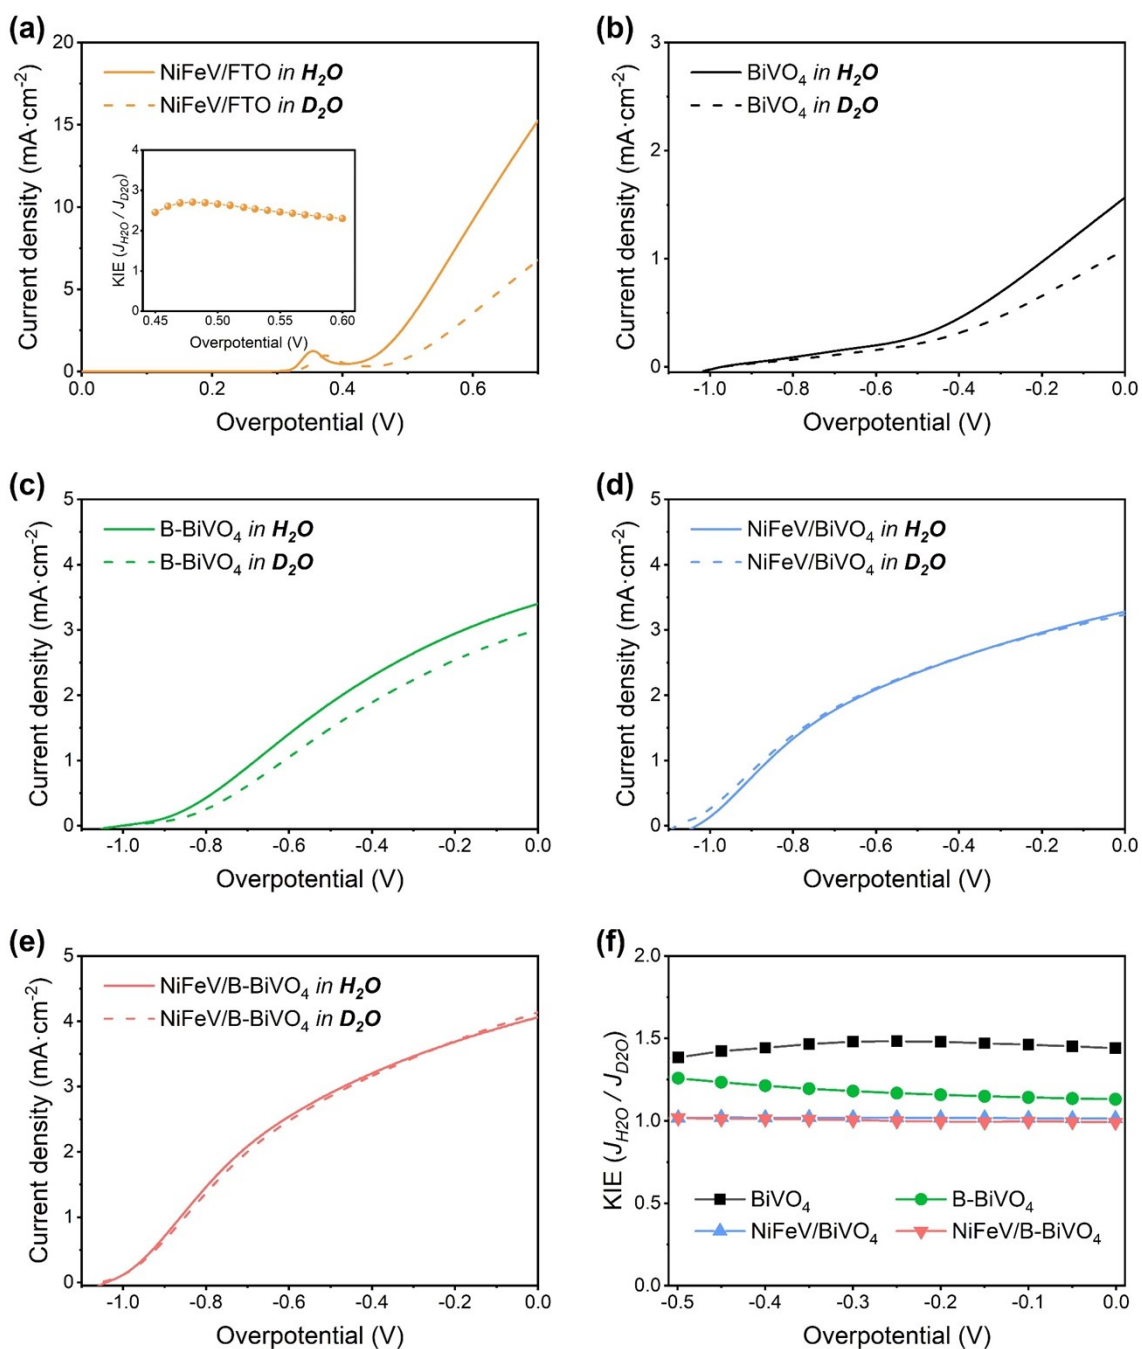 (a)
20
15
10
5
0
Current density (mA·cm⁻²)
NiFeV/FTO in H₂O
NiFeV/FTO in D₂O
4
3
2
1
0
KIE (J_H2O / J_D2O)
0.45 0.50 0.55 0.60
Overpotential (V)
0.0 0.2 0.4 0.6
Overpotential (V)
(b)
3
2
1
0
Current density (mA·cm⁻²)
BiVO₄ in H₂O
BiVO₄ in D₂O
-1.0 -0.8 -0.6 -0.4 -0.2 0.0
Overpotential (V)
(c)
5
4
3
2
1
0
Current density (mA·cm⁻²)
B-BiVO₄ in H₂O
B-BiVO₄ in D₂O
-1.0 -0.8 -0.6 -0.4 -0.2 0.0
Overpotential (V)
(d)
5
4
3
2
1
0
Current density (mA·cm⁻²)
NiFeV/BiVO₄ in H₂O
NiFeV/BiVO₄ in D₂O
-1.0 -0.8 -0.6 -0.4 -0.2 0.0
Overpotential (V)
(e)
5
4
3
2
1
0
Current density (mA·cm⁻²)
NiFeV/B-BiVO₄ in H₂O
NiFeV/B-BiVO₄ in D₂O
-1.0 -0.8 -0.6 -0.4 -0.2 0.0
Overpotential (V)
(f)
2.0
1.5
1.0
0.5
0.0
KIE (J_H2O / J_D2O)
BiVO₄ B-BiVO₄
NiFeV/BiVO₄ NiFeV/B-BiVO₄
-0.5 -0.4 -0.3 -0.2 -0.1 0.0
Overpotential (V)